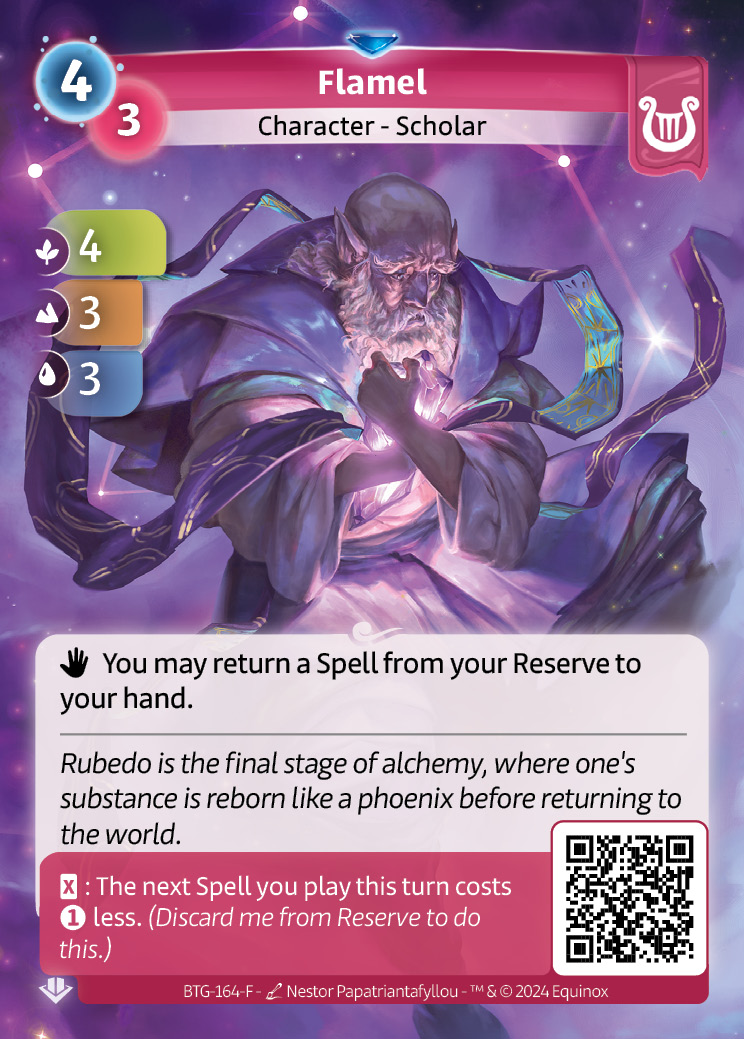 4
Flamel
3
Character - Scholar
4
3
3
You may return a Spell from your Reserve to
your hand.
Rubedo is the final stage of alchemy, where one's
substance is reborn like a phoenix before returning to
the world.
X : The next Spell you play this turn costs
1 less. (Discard me from Reserve to do
this.)
BTG-164-F - Nestor Papatriantafyllou - ™ & © 2024 Equinox